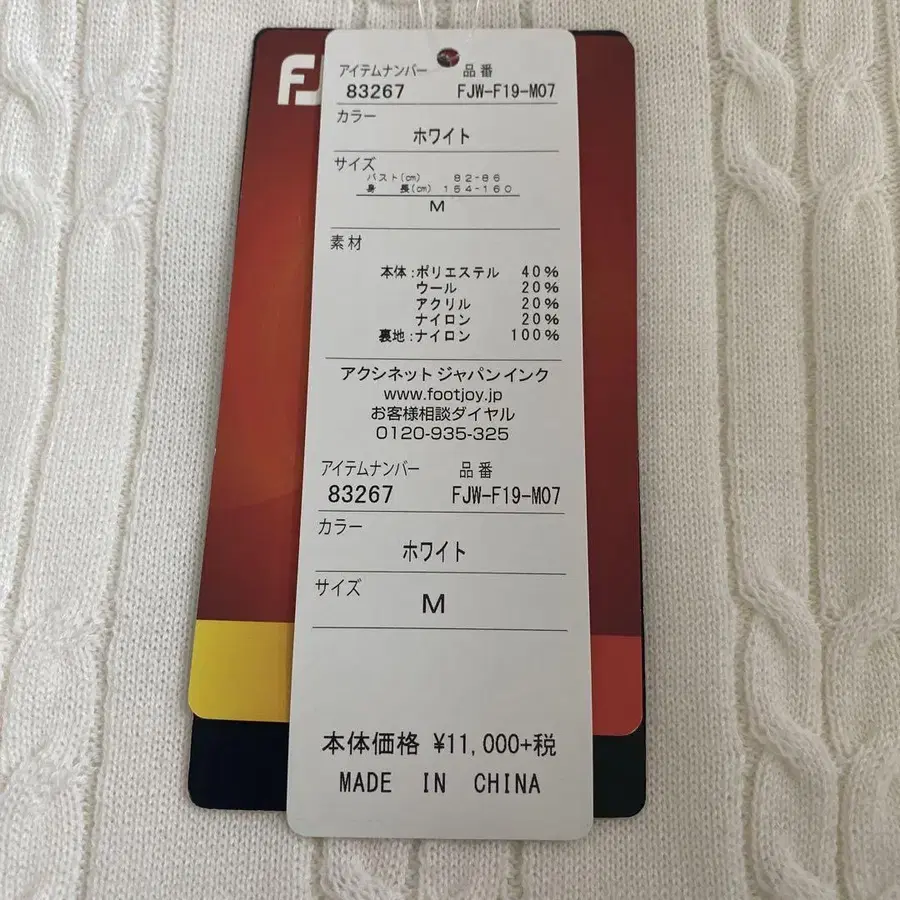 FJ
アイテムナンバー 品番
83267 FJW-F19-M07
カラー
ホワイト
サイズ
バスト(cm) 82-86
身 長(cm) 154-160
M
素材
本体:ポリエステル 40%
ウール 20%
アクリル 20%
ナイロン 20%
裏地:ナイロン 100%
アクシネット ジャパン インク
www.footjoy.jp
お客様相談ダイヤル
0120-935-325
アイテムナンバー 品番
83267 FJW-F19-M07
カラー
ホワイト
サイズ
M
本体価格 ¥11,000+税
MADE IN CHINA